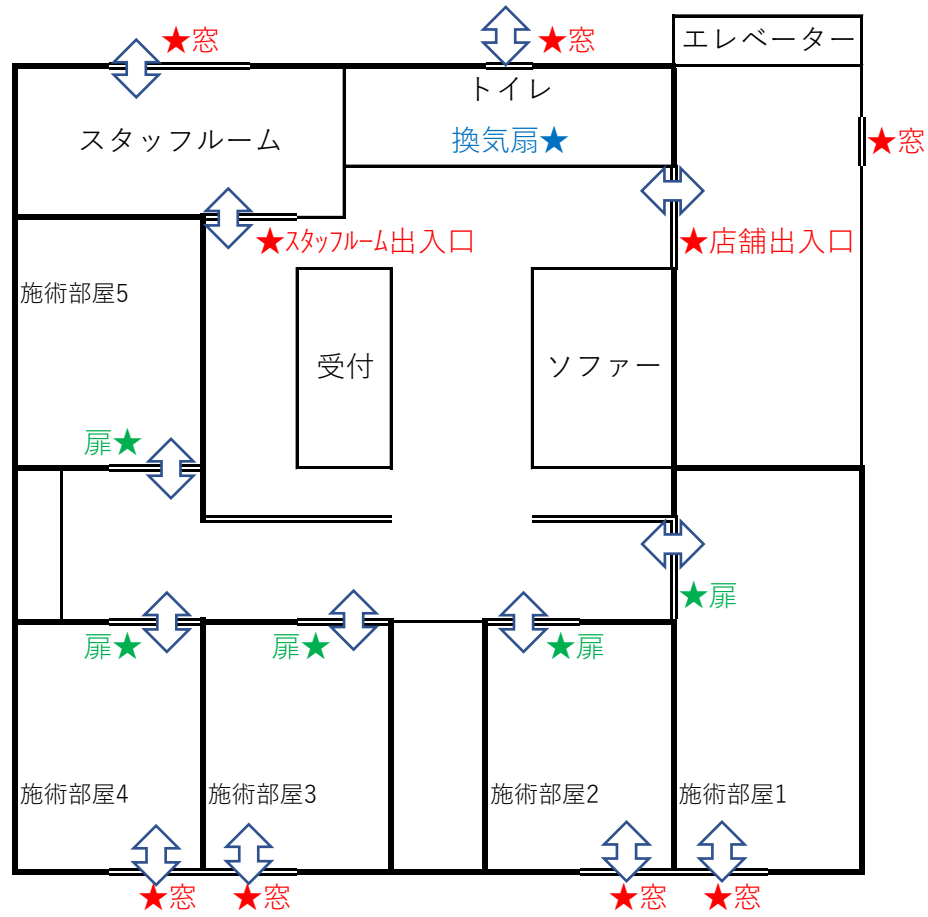 エレベーター
★窓
★窓
トイレ
スタッフルーム
換気扇★
★窓
★スタッフルーム出入口
★店舗出入口
施術部屋5
受付
ソファー
扉★
★扉
扉★
扉★
★扉
施術部屋4
施術部屋3
施術部屋2
施術部屋1
★窓
★窓
★窓
★窓